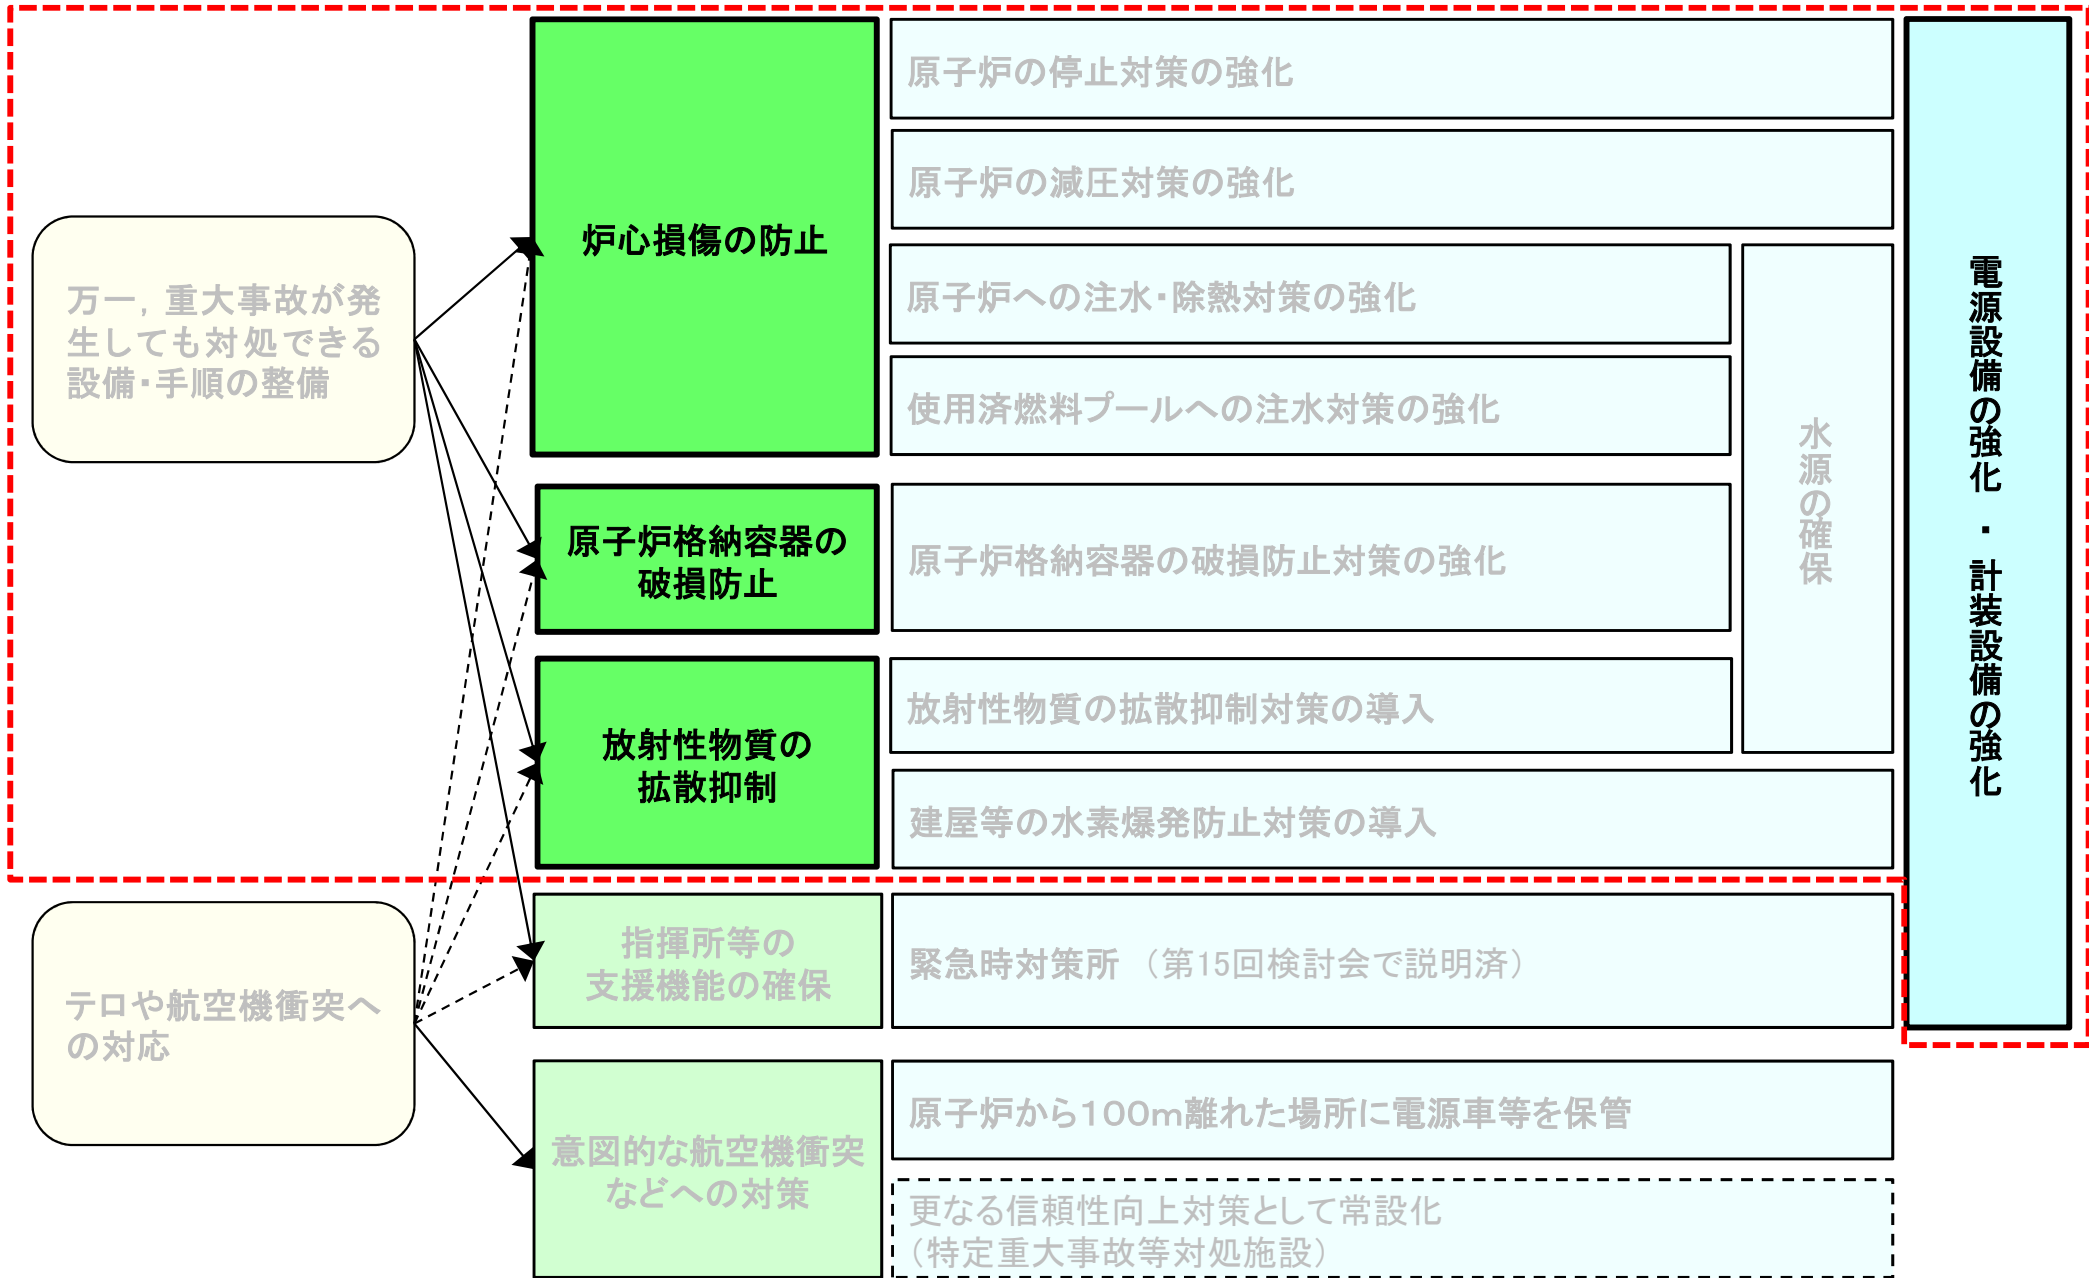 万一，重大事故が発
生しても対処できる
設備・手順の整備
テロや航空機衝突へ
の対応
炉心損傷の防止
原子炉格納容器の
破損防止
放射性物質の
拡散抑制
指揮所等の
支援機能の確保
意図的な航空機衝突
などへの対策
原子炉の停止対策の強化
原子炉の減圧対策の強化
原子炉への注水・除熱対策の強化
使用済燃料プールへの注水対策の強化
原子炉格納容器の破損防止対策の強化
放射性物質の拡散抑制対策の導入
建屋等の水素爆発防止対策の導入
緊急時対策所（第15回検討会で説明済）
原子炉から１００ｍ離れた場所に電源車等を保管
更なる信頼性向上対策として常設化
（特定重大事故等対処施設）
水源の確保
電源設備の強化・計装設備の強化